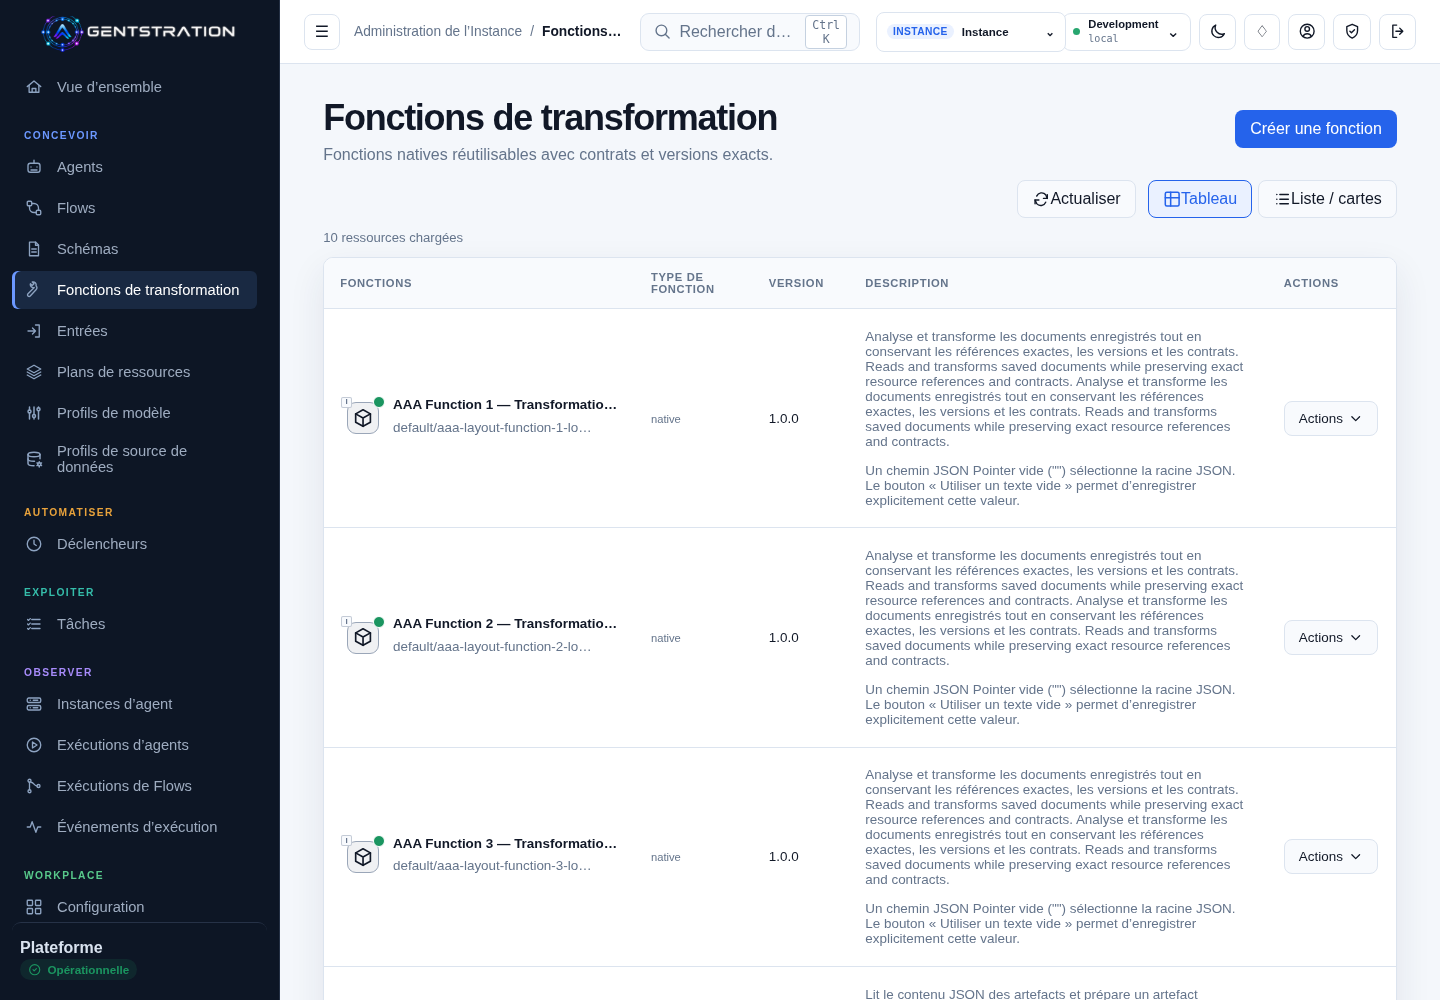 GENTSTRATION
Vue d’ensemble
CONCEVOIR
Agents
Flows
Schémas
Fonctions de transformation
Entrées
Plans de ressources
Profils de modèle
Profils de source de
données
AUTOMATISER
Déclencheurs
EXPLOITER
Tâches
OBSERVER
Instances d’agent
Exécutions d’agents
Exécutions de Flows
Événements d’exécution
WORKPLACE
Configuration
Plateforme
Opérationnelle
Administration de l’Instance / Fonctions…
Rechercher d…
Ctrl
K
INSTANCE Instance
Development
local
Fonctions de transformation
Fonctions natives réutilisables avec contrats et versions exacts.
Créer une fonction
Actualiser
Tableau
Liste / cartes
10 ressources chargées
FONCTIONS
TYPE DE
FONCTION
VERSION
DESCRIPTION
ACTIONS
I
AAA Function 1 — Transformatio…
default/aaa-layout-function-1-lo…
native
1.0.0
Analyse et transforme les documents enregistrés tout en
conservant les références exactes, les versions et les contrats.
Reads and transforms saved documents while preserving exact
resource references and contracts. Analyse et transforme les
documents enregistrés tout en conservant les références
exactes, les versions et les contrats. Reads and transforms
saved documents while preserving exact resource references
and contracts.
Un chemin JSON Pointer vide ("") sélectionne la racine JSON.
Le bouton « Utiliser un texte vide » permet d’enregistrer
explicitement cette valeur.
Actions
I
AAA Function 2 — Transformatio…
default/aaa-layout-function-2-lo…
native
1.0.0
Analyse et transforme les documents enregistrés tout en
conservant les références exactes, les versions et les contrats.
Reads and transforms saved documents while preserving exact
resource references and contracts. Analyse et transforme les
documents enregistrés tout en conservant les références
exactes, les versions et les contrats. Reads and transforms
saved documents while preserving exact resource references
and contracts.
Un chemin JSON Pointer vide ("") sélectionne la racine JSON.
Le bouton « Utiliser un texte vide » permet d’enregistrer
explicitement cette valeur.
Actions
I
AAA Function 3 — Transformatio…
default/aaa-layout-function-3-lo…
native
1.0.0
Analyse et transforme les documents enregistrés tout en
conservant les références exactes, les versions et les contrats.
Reads and transforms saved documents while preserving exact
resource references and contracts. Analyse et transforme les
documents enregistrés tout en conservant les références
exactes, les versions et les contrats. Reads and transforms
saved documents while preserving exact resource references
and contracts.
Un chemin JSON Pointer vide ("") sélectionne la racine JSON.
Le bouton « Utiliser un texte vide » permet d’enregistrer
explicitement cette valeur.
Actions
Lit le contenu JSON des artefacts et prépare un artefact